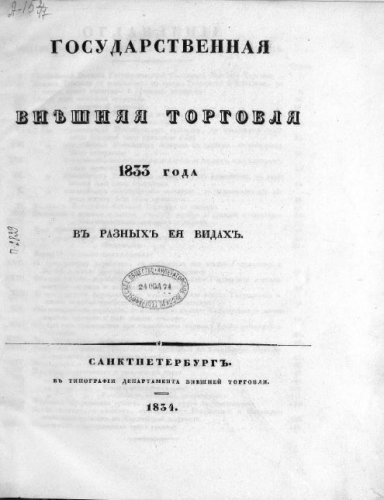 ГОСУДАРСТВЕННАЯ
ВНѢШНЯЯ ТОРГОВЛЯ
1833 ГОДА
ВЪ РАЗНЫХЪ ЕЯ ВИДАХЪ.
САНКТПЕТЕРБУРГЪ.
ВЪ ТИПОГРАФІИ ДЕПАРТАМЕНТА ВНѢШНЕЙ ТОРГОВЛИ.
1834.